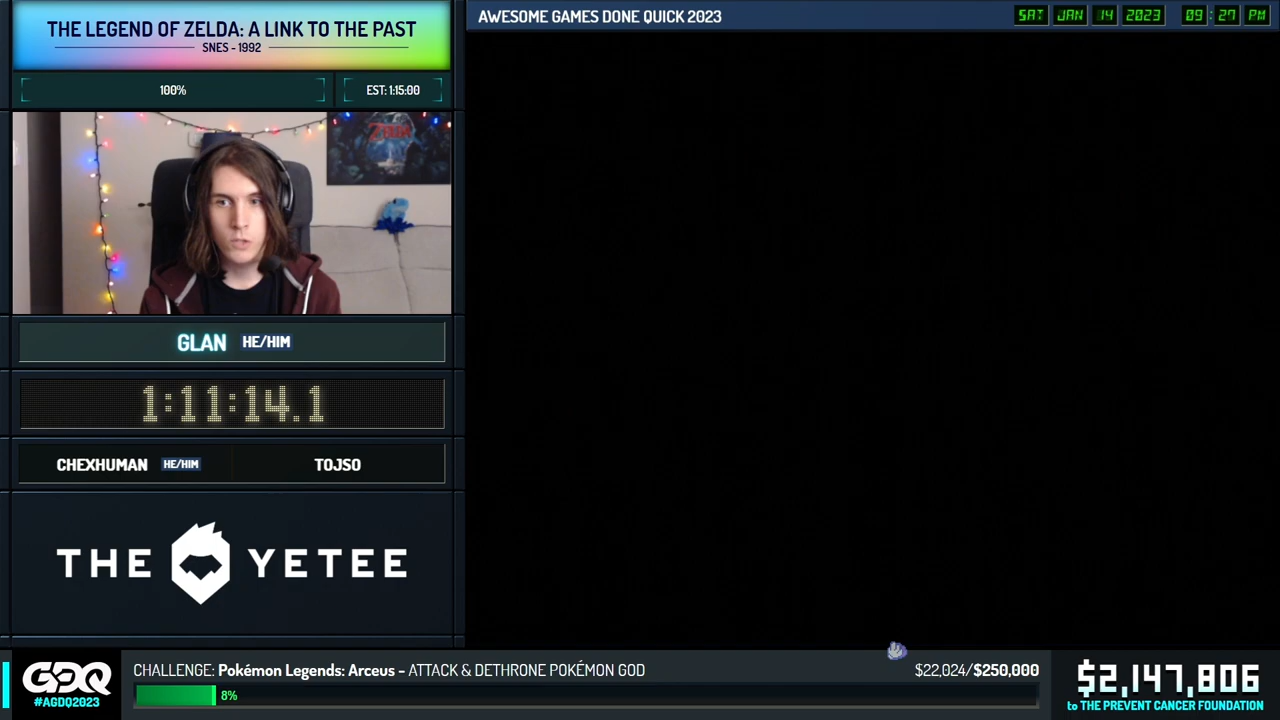 THE LEGEND OF ZELDA: A LINK TO THE PAST
SNES - 1992
100%
EST: 1:15:00
ZELDA
GLAN HE/HIM
1:11:14.1
CHEXHUMAN HE/HIM TOJSO
THE YETEE
AWESOME GAMES DONE QUICK 2023
SAT JAN 14 2023 09:27 PM
GDQ
#AGDQ2023
CHALLENGE: Pokémon Legends: Arceus - ATTACK & DETHRONE POKÉMON GOD
$22,024/$250,000
8%
$2,147,806
to THE PREVENT CANCER FOUNDATION